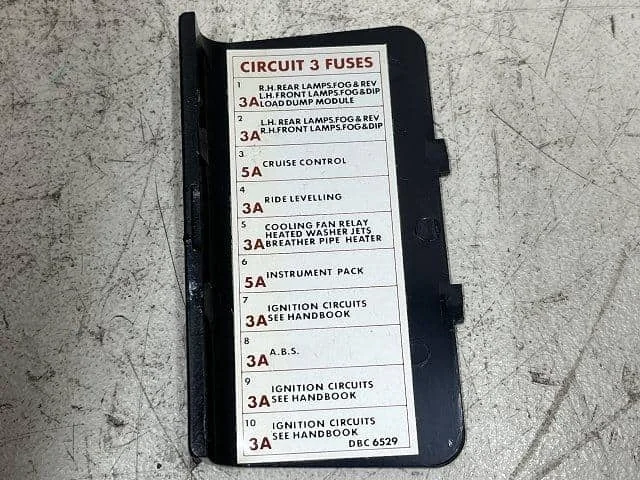 CIRCUIT 3 FUSES
1 R.H. REAR LAMPS.FOG & REV
L.H. FRONT LAMPS.FOG & DIP
3A LOAD DUMP MODULE
2 L.H. REAR LAMPS.FOG & REV
3A R.H. FRONT LAMPS.FOG & DIP
3
5A CRUISE CONTROL
4
3A RIDE LEVELLING
5 COOLING FAN RELAY
HEATED WASHER JETS
3A BREATHER PIPE HEATER
6
5A INSTRUMENT PACK
7 IGNITION CIRCUITS
3A SEE HANDBOOK
8
3A A.B.S.
9 IGNITION CIRCUITS
3A SEE HANDBOOK
10 IGNITION CIRCUITS
3A SEE HANDBOOK
DBC 6529